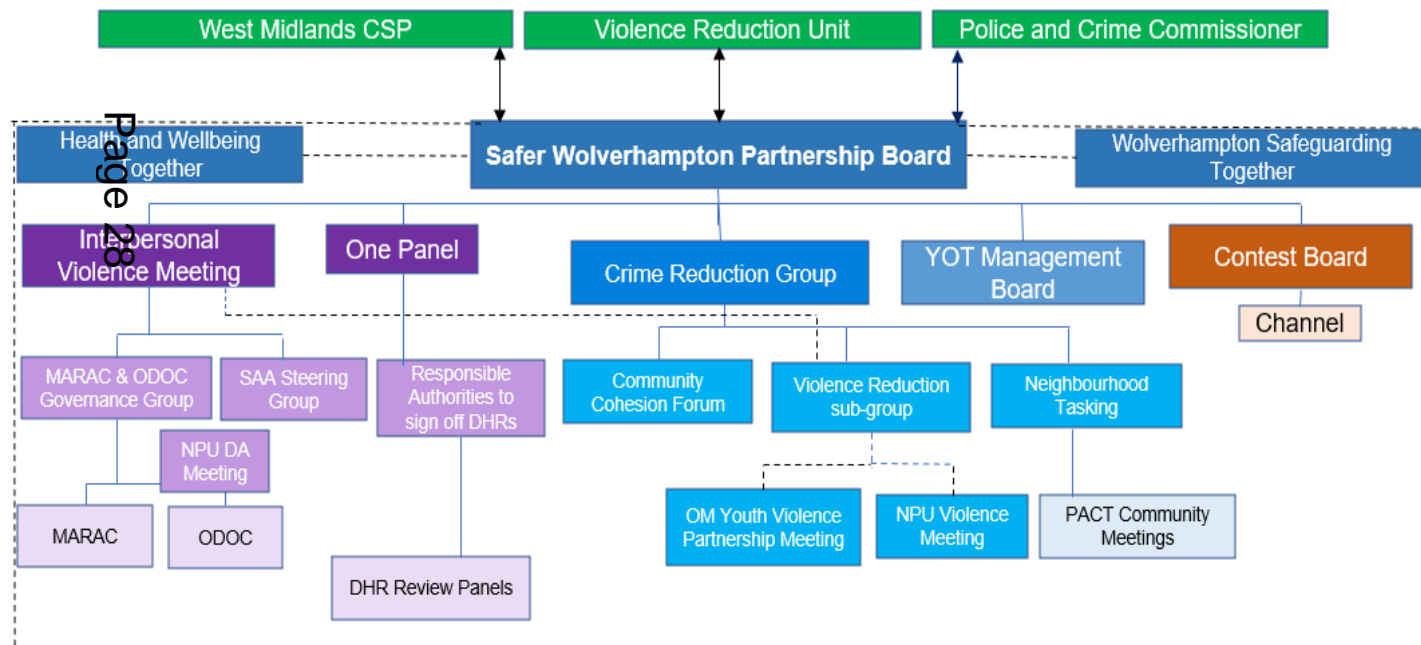 West Midlands CSP
Violence Reduction Unit
Police and Crime Commissioner
Page 28
Health and Wellbeing
Together
Safer Wolverhampton Partnership Board
Wolverhampton Safeguarding
Together
Interpersonal
Violence Meeting
One Panel
Crime Reduction Group
YOT Management
Board
Contest Board
Channel
MARAC & ODOC
Governance Group
SAA Steering
Group
Responsible
Authorities to
sign off DHRs
Community
Cohesion Forum
Violence Reduction
sub-group
Neighbourhood
Tasking
NPU DA
Meeting
MARAC
ODOC
OM Youth Violence
Partnership Meeting
NPU Violence
Meeting
PACT Community
Meetings
DHR Review Panels